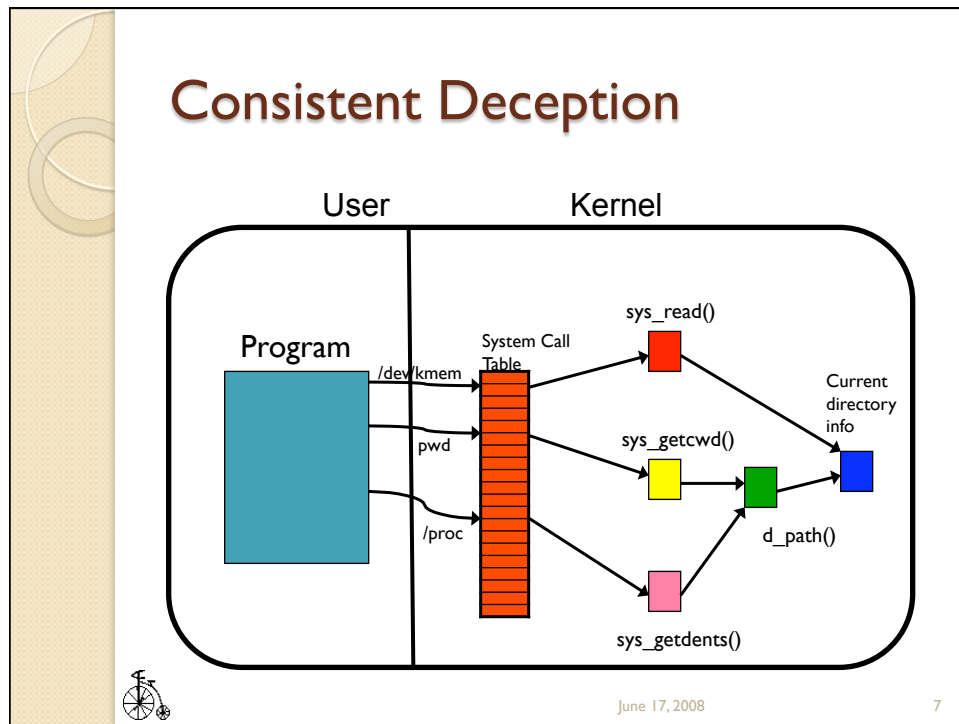 Consistent Deception
User
Kernel
Program
/dev/kmem
pwd
/proc
System Call
Table
sys_read()
sys_getcwd()
d_path()
sys_getdents()
Current
directory
info
June 17, 2008
7